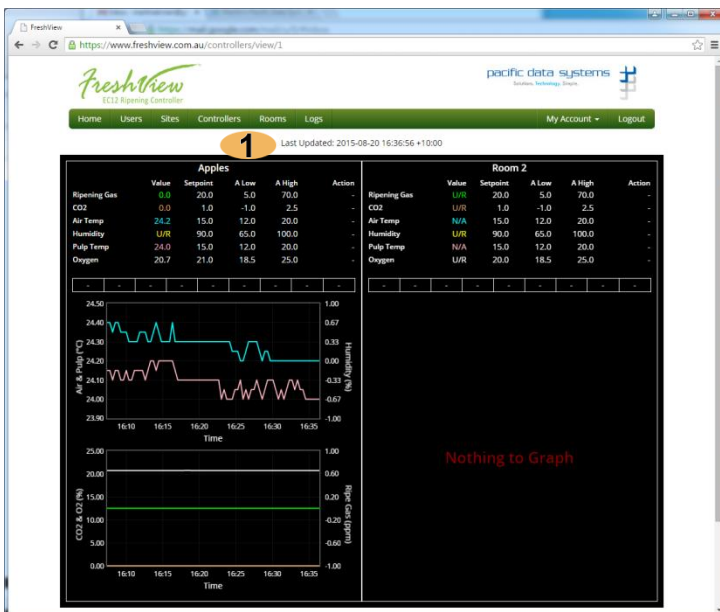 FreshView
https://www.freshview.com.au/controllers/view/1
FreshView
EC12 Ripening Controller
pacific data systems
Solutions. Technology. Simple.
Home Users Sites Controllers Rooms Logs My Account Logout
1
Last Updated: 2015-08-20 16:36:56 +10:00
Apples
Value Setpoint A Low A High Action
Ripening Gas 0.0 20.0 5.0 70.0 -
CO2 0.0 1.0 -1.0 2.5 -
Air Temp 24.2 15.0 12.0 20.0 -
Humidity U/R 90.0 65.0 100.0 -
Pulp Temp 24.0 15.0 12.0 20.0 -
Oxygen 20.7 21.0 18.5 25.0 -
- - - - - - - -
24.50 1.00
24.40 0.67
24.30 0.33
24.20 0.00
24.10 -0.33
24.00 -0.67
23.90 -1.00
Air & Pulp (°C)
Humidity (%)
16:10 16:15 16:20 16:25 16:30 16:35
Time
25.00 1.00
20.00 0.60
15.00 0.20
10.00 -0.20
5.00 -0.60
0.00 -1.00
CO2 & O2 (%)
Ripe Gas (ppm)
16:10 16:15 16:20 16:25 16:30 16:35
Time
Room 2
Value Setpoint A Low A High Action
Ripening Gas U/R 20.0 5.0 70.0 -
CO2 U/R 1.0 -1.0 2.5 -
Air Temp N/A 15.0 12.0 20.0 -
Humidity U/R 90.0 65.0 100.0 -
Pulp Temp N/A 15.0 12.0 20.0 -
Oxygen U/R 20.0 18.5 25.0 -
- - - - - - - -
Nothing to Graph